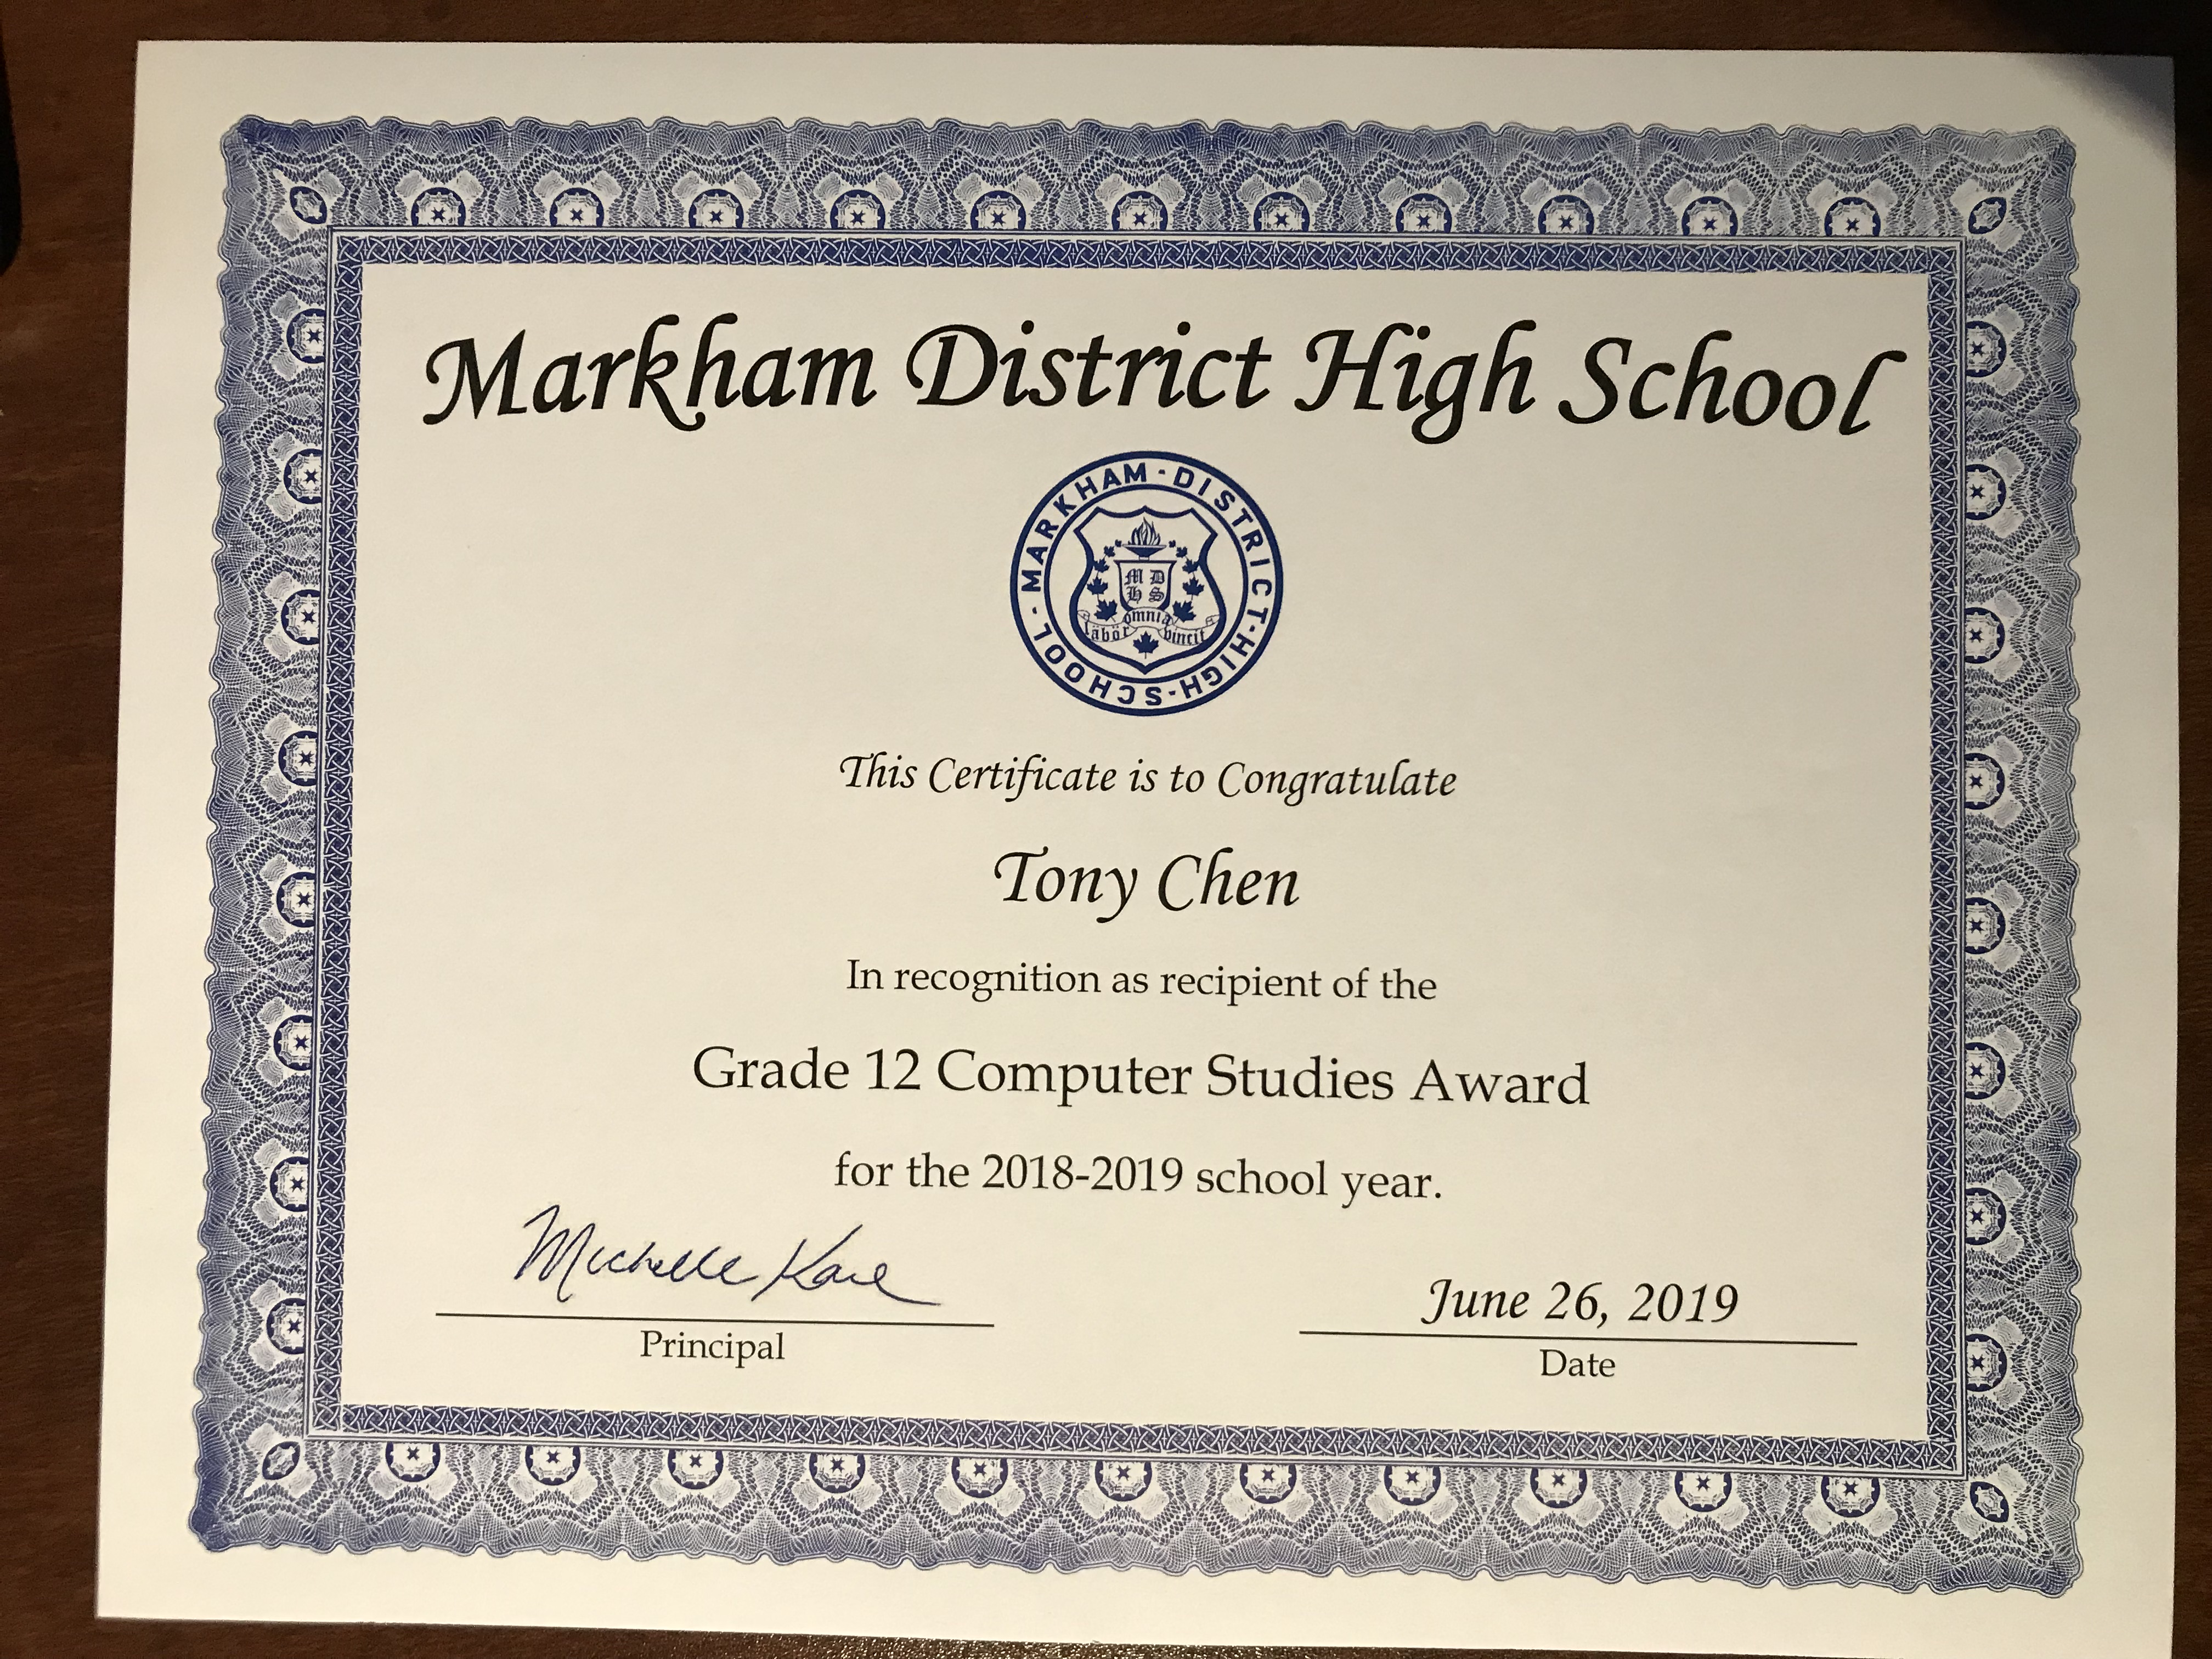 Markham District High School
MARKHAM · DISTRICT · HIGH · SCHOOL ·
M D
H S
omnia
labōr vincit
This Certificate is to Congratulate
Tony Chen
In recognition as recipient of the
Grade 12 Computer Studies Award
for the 2018-2019 school year.
Michelle Kane
June 26, 2019
Principal
Date